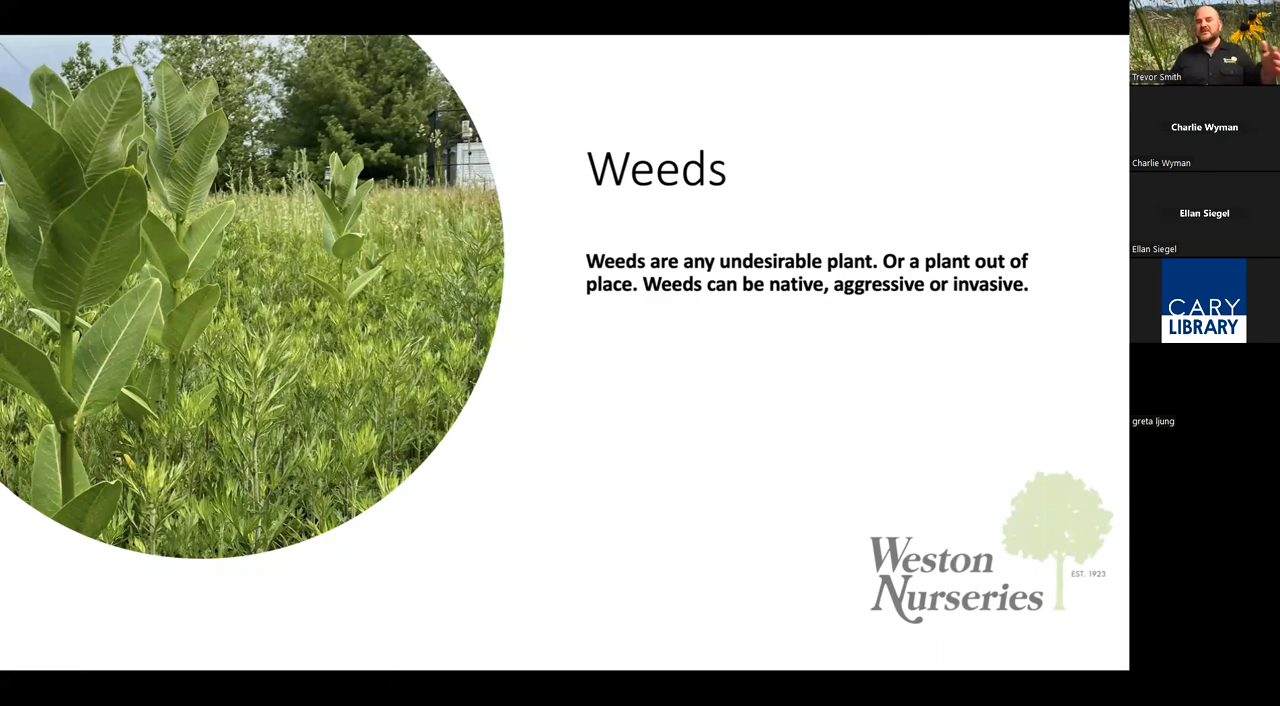 Weeds
Weeds are any undesirable plant. Or a plant out of
place. Weeds can be native, aggressive or invasive.
Weston
Nurseries
EST. 1923
Trevor Smith
Charlie Wyman
Charlie Wyman
Ellan Siegel
Ellan Siegel
CARY
LIBRARY
greta ljung